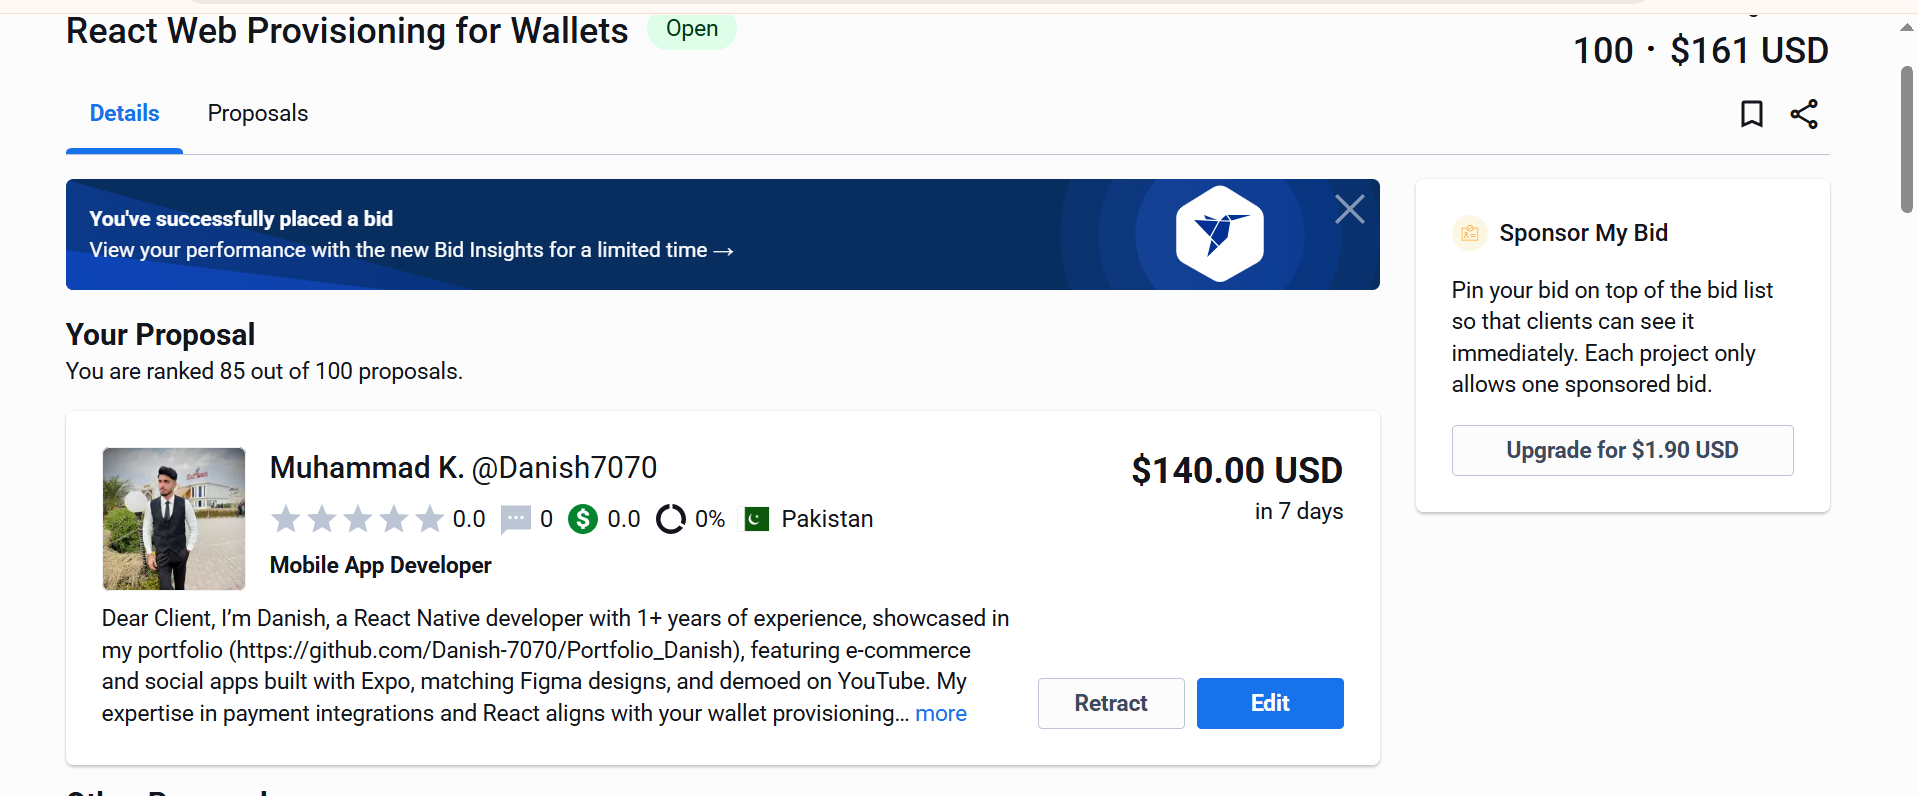 React Web Provisioning for Wallets
Open
100 · $161 USD
Details
Proposals
You've successfully placed a bid
View your performance with the new Bid Insights for a limited time →
Sponsor My Bid
Pin your bid on top of the bid list
so that clients can see it
immediately. Each project only
allows one sponsored bid.
Upgrade for $1.90 USD
Your Proposal
You are ranked 85 out of 100 proposals.
Muhammad K. @Danish7070
$140.00 USD
0.0 0 0.0 0% Pakistan
in 7 days
Mobile App Developer
Dear Client, I’m Danish, a React Native developer with 1+ years of experience, showcased in
my portfolio (https://github.com/Danish-7070/Portfolio_Danish), featuring e-commerce
and social apps built with Expo, matching Figma designs, and demoed on YouTube. My
expertise in payment integrations and React aligns with your wallet provisioning... more
Retract
Edit